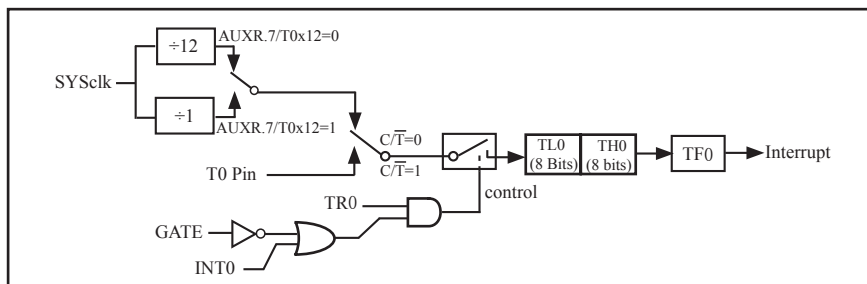 ÷12
AUXR.7/T0x12=0
SYSclk
÷1
AUXR.7/T0x12=1
C/T̅=0
C/T̅=1
T0 Pin
TL0
(8 Bits)
TH0
(8 bits)
TF0
Interrupt
control
TR0
GATE
INT0